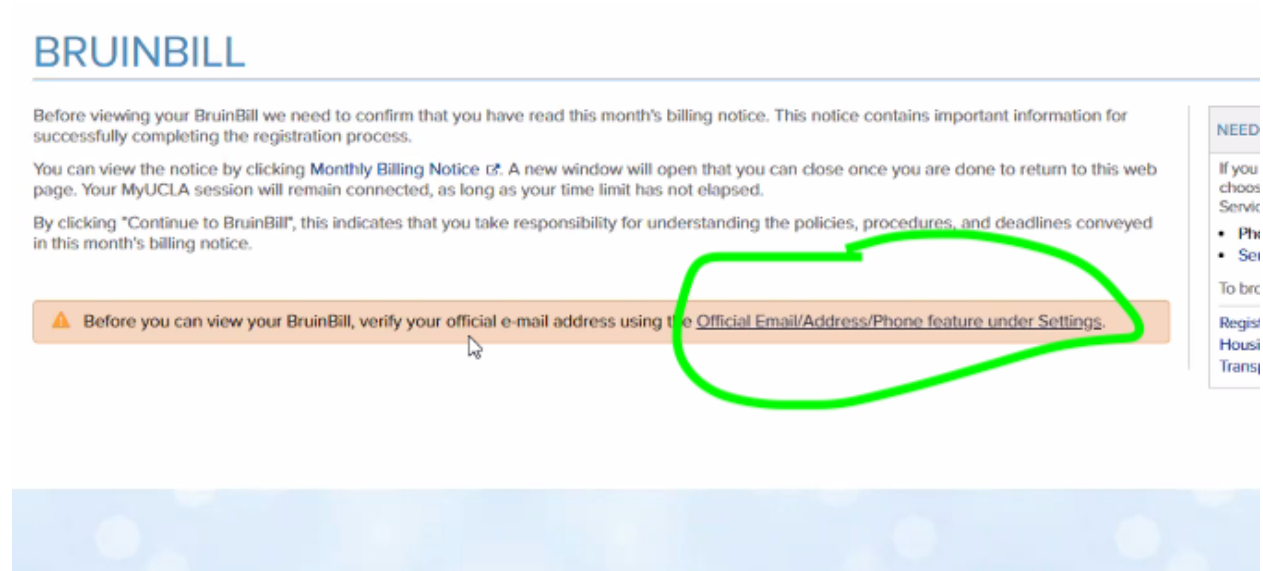 BRUINBILL
Before viewing your BruinBill we need to confirm that you have read this month's billing notice. This notice contains important information for
successfully completing the registration process.
You can view the notice by clicking Monthly Billing Notice. A new window will open that you can close once you are done to return to this web
page. Your MyUCLA session will remain connected, as long as your time limit has not elapsed.
By clicking "Continue to BruinBill", this indicates that you take responsibility for understanding the policies, procedures, and deadlines conveyed
in this month's billing notice.
Before you can view your BruinBill, verify your official e-mail address using the Official Email/Address/Phone feature under Settings.
NEED
If you
To